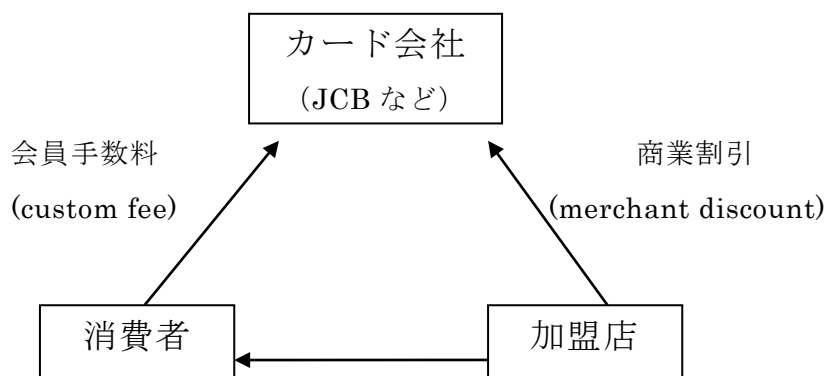 カード会社
（JCB など）
会員手数料
(custom fee)
商業割引
(merchant discount)
消費者
加盟店